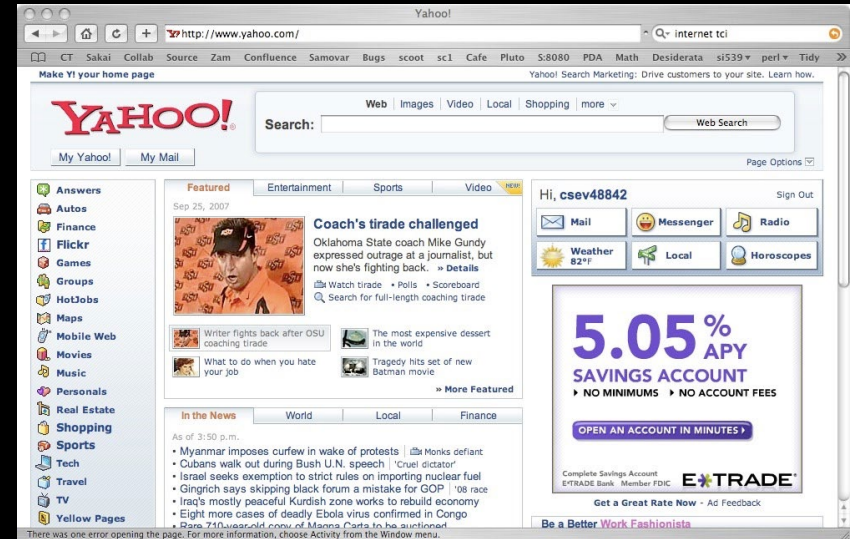 Yahoo!
http://www.yahoo.com/
internet tci
CT Sakai Collab Source Zam Confluence Samovar Bugs scoot sc1 Cafe Pluto S:8080 PDA Math Desiderata si539 perl Tidy »
Make Y! your home page
Yahoo! Search Marketing: Drive customers to your site. Learn how.
YAHOO!
Web | Images | Video | Local | Shopping | more
Search:
Web Search
My Yahoo! My Mail
Page Options
Answers
Autos
Finance
Flickr
Games
Groups
HotJobs
Maps
Mobile Web
Movies
Music
Personals
Real Estate
Shopping
Sports
Tech
Travel
TV
Yellow Pages
Featured Entertainment Sports Video NEW!
Sep 25, 2007
Coach's tirade challenged
Oklahoma State coach Mike Gundy
expressed outrage at a journalist, but
now she's fighting back. » Details
Watch tirade • Polls • Scoreboard
Search for full-length coaching tirade
Writer fights back after OSU
coaching tirade
The most expensive dessert
in the world
What to do when you hate
your job
Tragedy hits set of new
Batman movie
» More Featured
In the News World Local Finance
As of 3:50 p.m.
• Myanmar imposes curfew in wake of protests | Monks defiant
• Cubans walk out during Bush U.N. speech | 'Cruel dictator'
• Israel seeks exemption to strict rules on importing nuclear fuel
• Gingrich says skipping black forum a mistake for GOP | '08 race
• Iraq's mostly peaceful Kurdish zone works to rebuild economy
• Eight more cases of deadly Ebola virus confirmed in Congo
• Rare 710-year-old copy of Magna Carta to be auctioned
Hi, csev48842
Sign Out
Mail Messenger Radio
Weather
82°F
Local Horoscopes
5.05% APY
SAVINGS ACCOUNT
NO MINIMUMS NO ACCOUNT FEES
OPEN AN ACCOUNT IN MINUTES
Complete Savings Account
E*TRADE Bank Member FDIC
E*TRADE
Get a Great Rate Now - Ad Feedback
Be a Better Work Fashionista
There was one error opening the page. For more information, choose Activity from the Window menu.